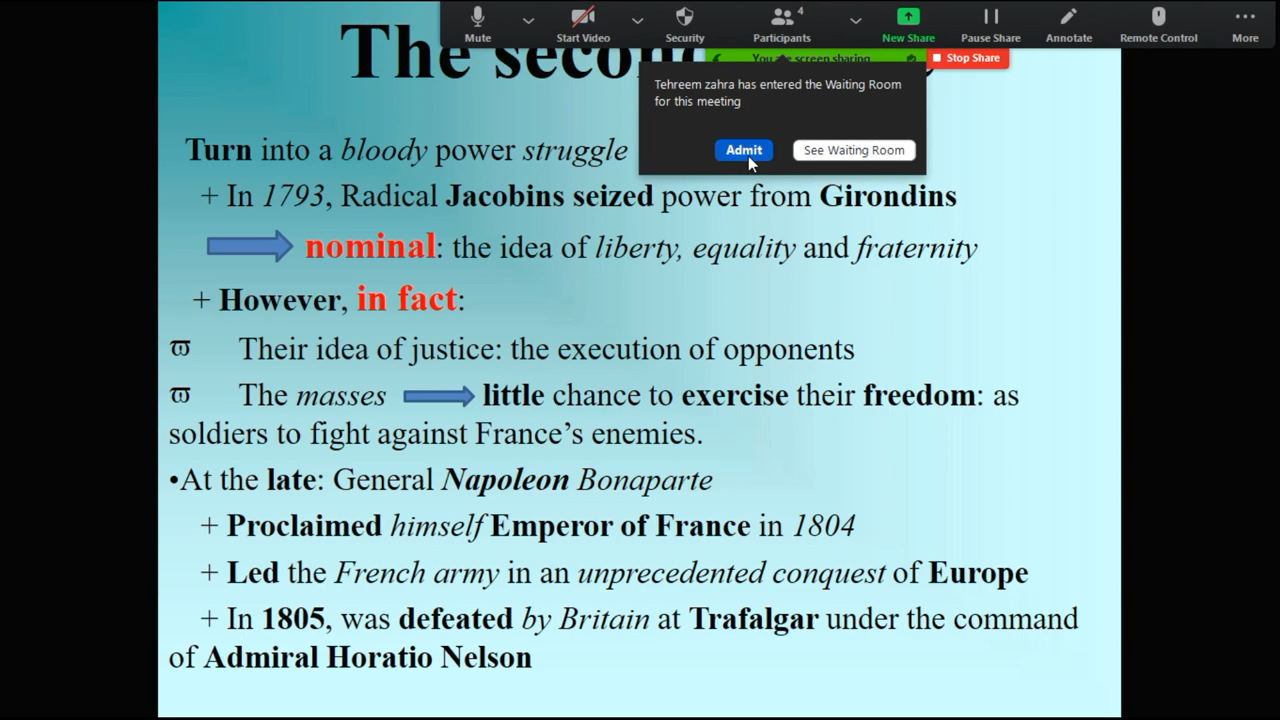 Mute
Start Video
Security
Participants
4
New Share
Pause Share
Annotate
Remote Control
More
The secon
You are screen sharing
Stop Share
Tehreem zahra has entered the Waiting Room
for this meeting
Admit
See Waiting Room
Turn into a bloody power struggle
+ In 1793, Radical Jacobins seized power from Girondins
nominal: the idea of liberty, equality and fraternity
+ However, in fact:
ϖ Their idea of justice: the execution of opponents
ϖ The masses little chance to exercise their freedom: as
soldiers to fight against France’s enemies.
•At the late: General Napoleon Bonaparte
+ Proclaimed himself Emperor of France in 1804
+ Led the French army in an unprecedented conquest of Europe
+ In 1805, was defeated by Britain at Trafalgar under the command
of Admiral Horatio Nelson